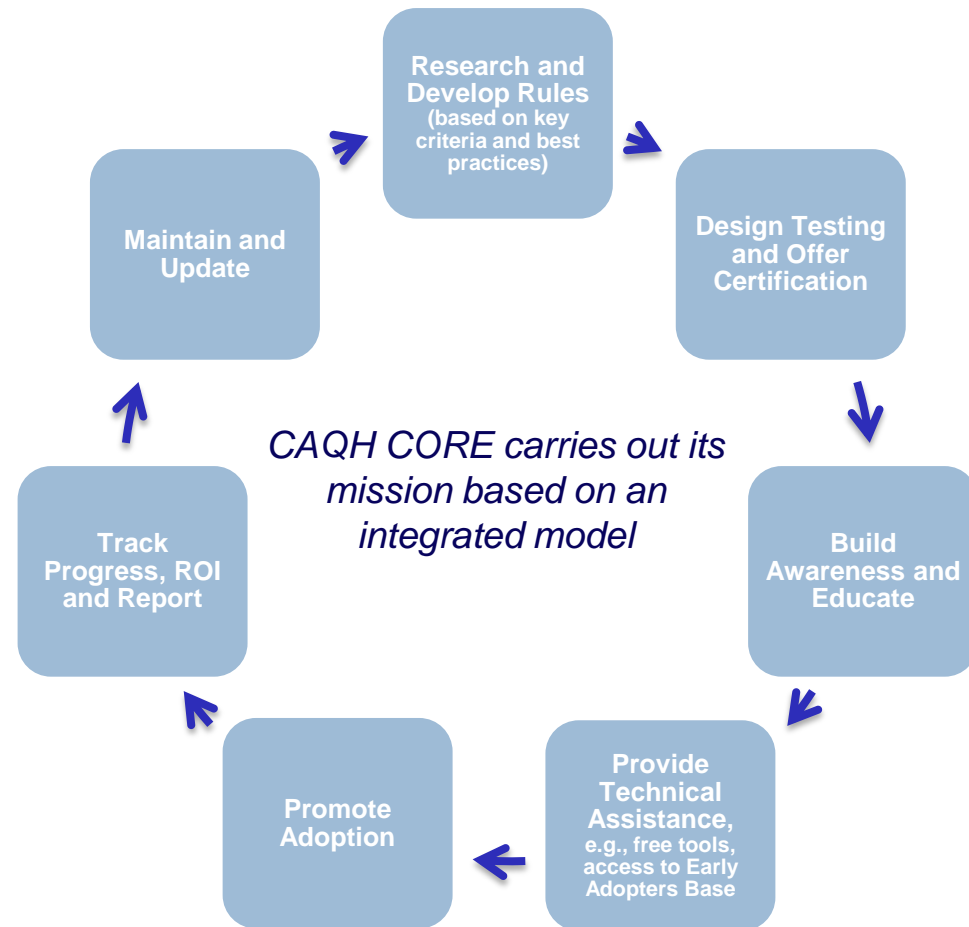 Research and
Develop Rules
(based on key
criteria and best
practices)
Design Testing
and Offer
Certification
Build
Awareness and
Educate
Provide
Technical
Assistance,
e.g., free tools,
access to Early
Adopters Base
Promote
Adoption
Track
Progress, ROI
and Report
Maintain and
Update
CAQH CORE carries out its
mission based on an
integrated model